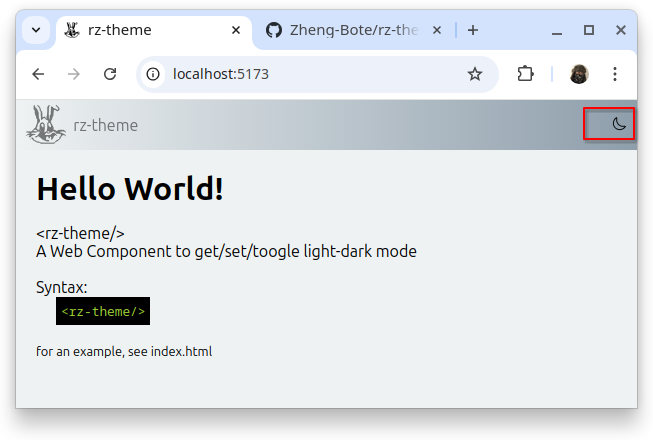 rz-theme
Zheng-Bote/rz-the
localhost:5173
rz-theme
Hello World!
<rz-theme/>
A Web Component to get/set/toogle light-dark mode
Syntax:
<rz-theme/>
for an example, see index.html